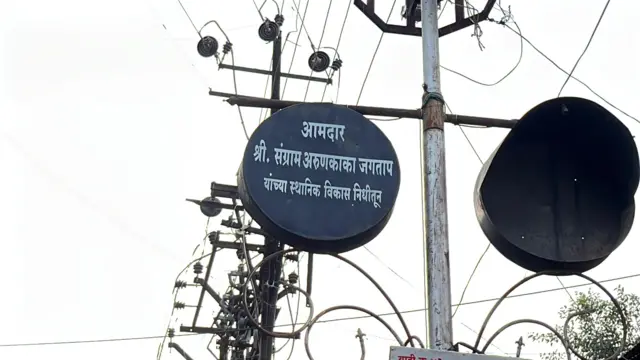 आमदार
श्री. संग्राम अरुणकाका जगताप
यांच्या स्थानिक विकास निधीतून